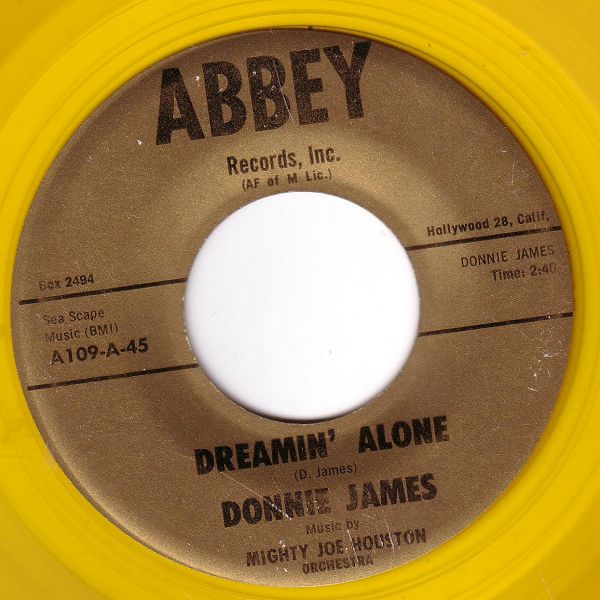 ABBEY
Records, Inc.
(AF of M Lic.)
Hollywood 28, Calif.
Box 2494
DONNIE JAMES
Time: 2:40
Sea Scape
Music (BMI)
A109-A-45
DREAMIN' ALONE
(D. James)
DONNIE JAMES
Music by
MIGHTY JOE HOUSTON
ORCHESTRA